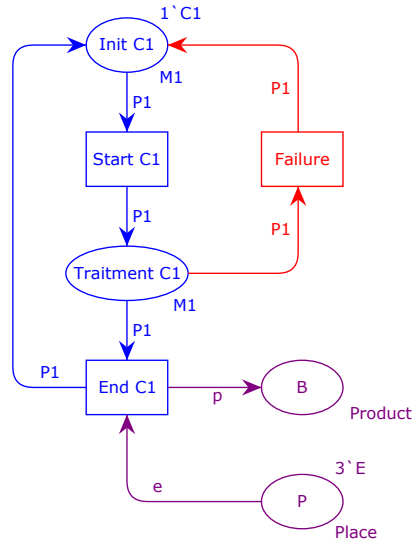 1`C1
Init C1
M1
P1
P1
Start C1
Failure
P1
P1
Traitment C1
M1
P1
P1
End C1
p
B
Product
3`E
e
P
Place